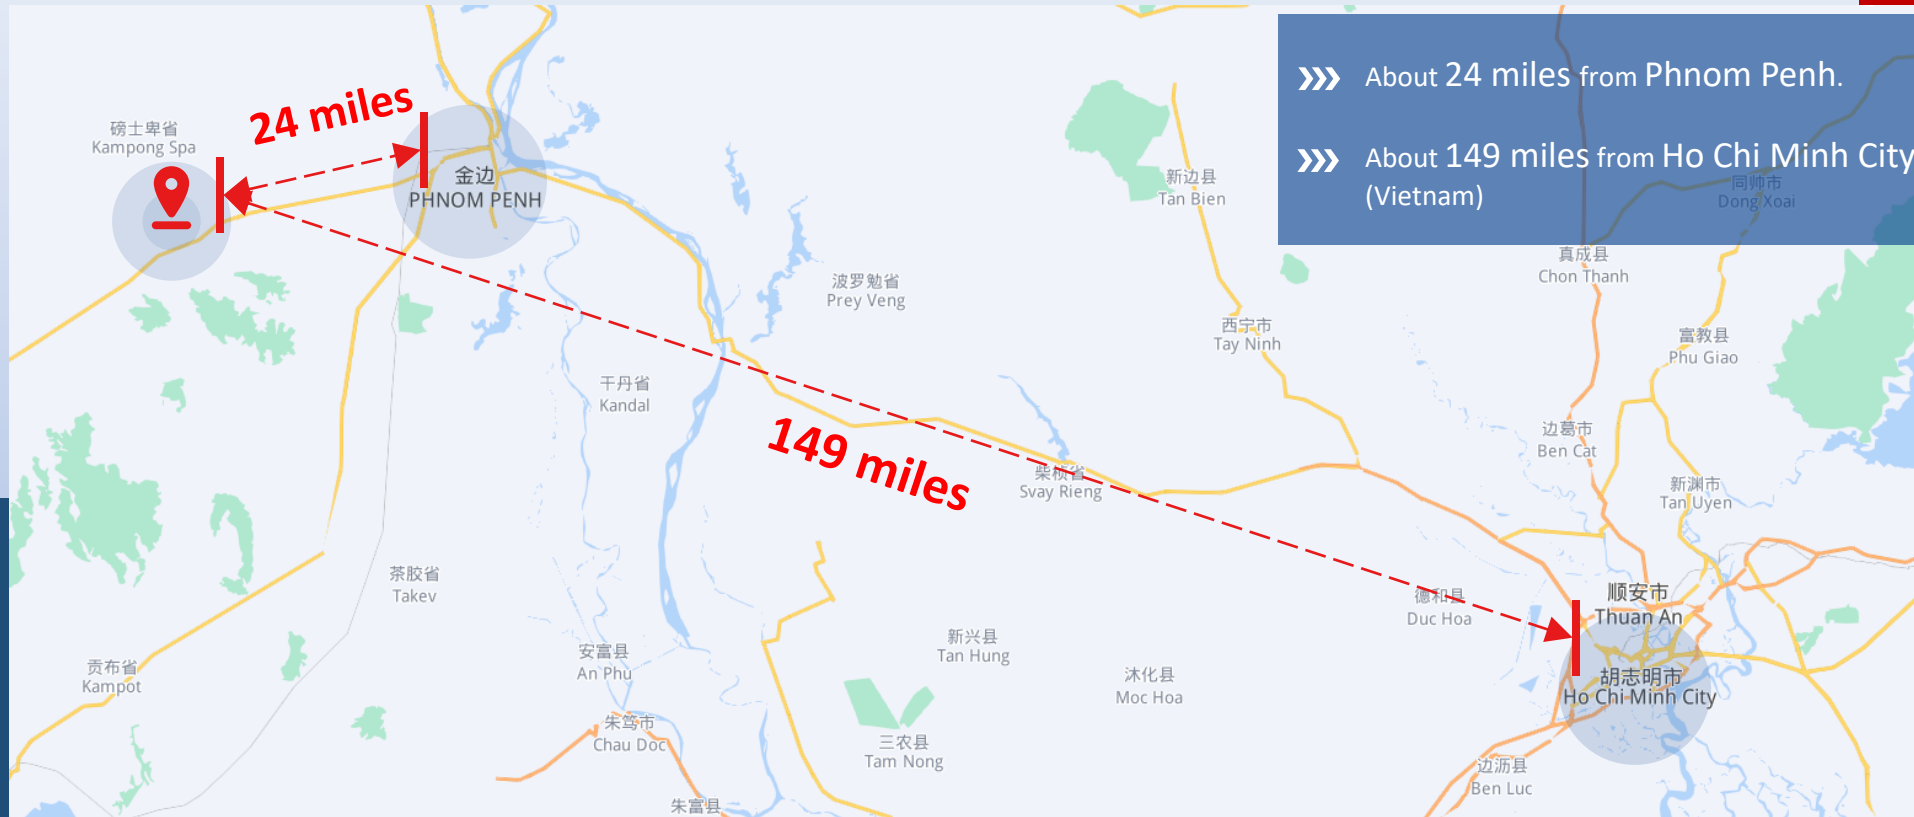 About 24 miles from Phnom Penh.
About 149 miles from Ho Chi Minh City
(Vietnam)
24 miles
149 miles
磅士卑省
Kampong Spa
金边
PHNOM PENH
新边县
Tan Bien
同帅市
Dong Xoai
真成县
Chon Thanh
波罗勉省
Prey Veng
西宁市
Tay Ninh
富教县
Phu Giao
干丹省
Kandal
边葛市
Ben Cat
柴桢省
Svay Rieng
新渊市
Tan Uyen
茶胶省
Takev
德和县
Duc Hoa
顺安市
Thuan An
新兴县
Tan Hung
安富县
An Phu
贡布省
Kampot
沐化县
Moc Hoa
胡志明市
Ho Chi Minh City
朱笃市
Chau Doc
三农县
Tam Nong
边沥县
Ben Luc
朱富县